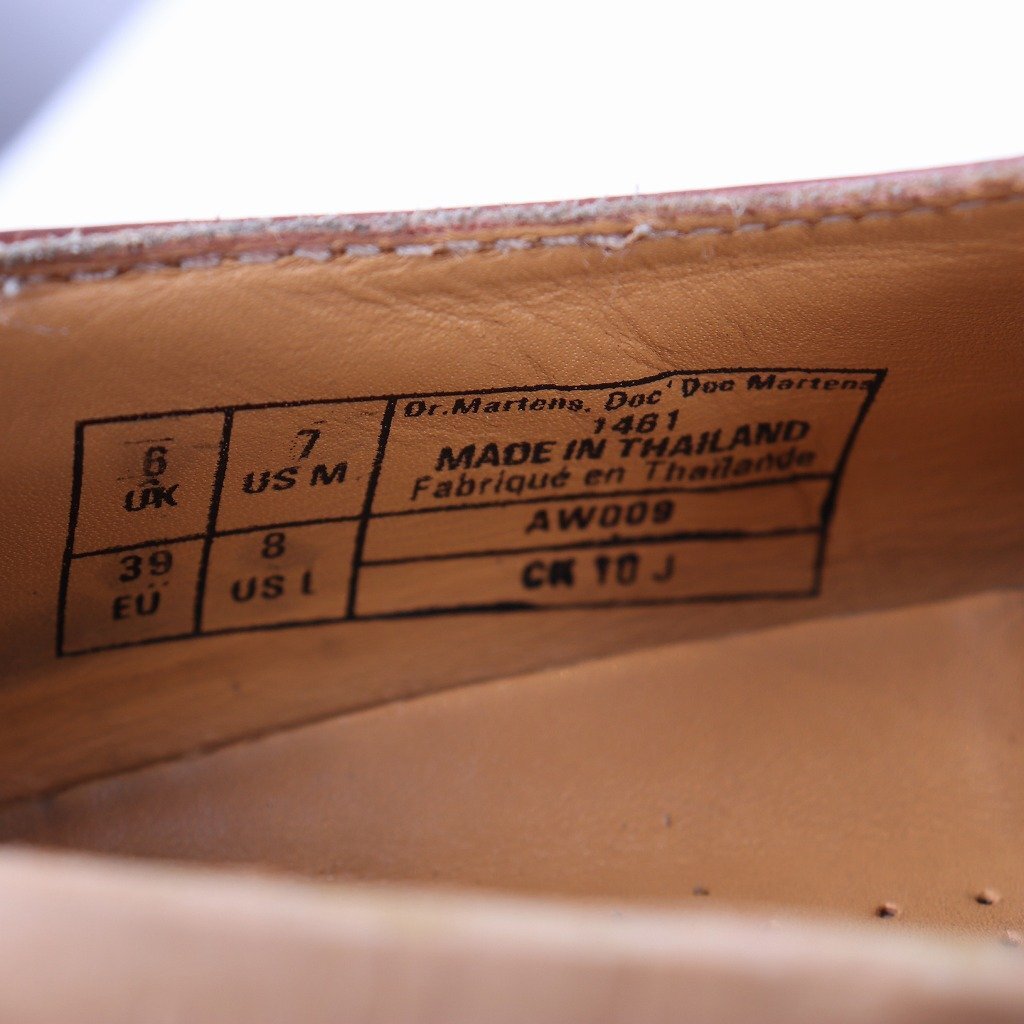 6
UK
7
US M
39
EU
8
US L
Dr.Martens. Doc' Doc Martens
1461
MADE IN THAILAND
Fabriqué en Thaïlande
AW009
CK 10 J